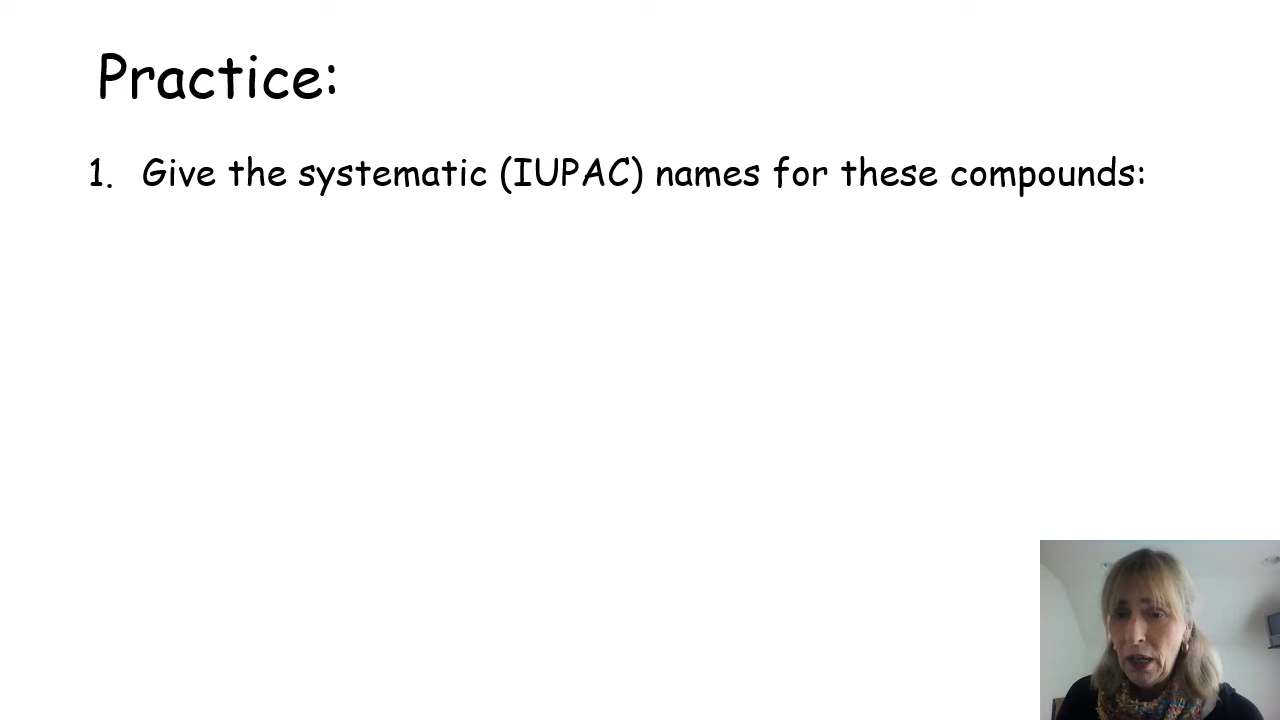 Practice:
1. Give the systematic (IUPAC) names for these compounds: